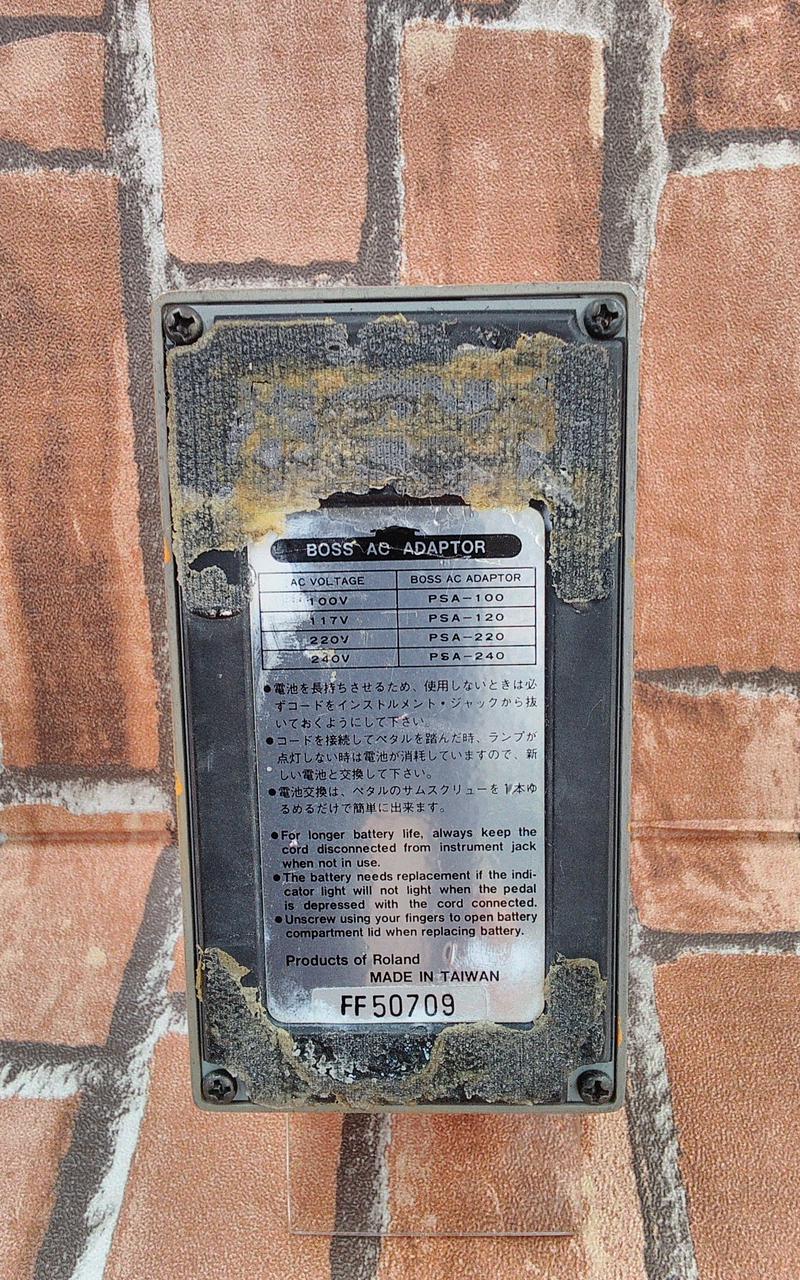 BOSS AC ADAPTOR
AC VOLTAGE BOSS AC ADAPTOR
100V PSA-100
117V PSA-120
220V PSA-220
240V PSA-240
●電池を長持ちさせるため、使用しないときは必
ずコードをインストルメント・ジャックから抜
いておくようにして下さい。
●コードを接続してペダルを踏んだ時、ランプが
点灯しない時は電池が消耗していますので、新
しい電池と交換して下さい。
●電池交換は、ペダルのサムスクリューを1本ゆ
るめるだけで簡単に出来ます。
●For longer battery life, always keep the
cord disconnected from instrument jack
when not in use.
●The battery needs replacement if the indi-
cator light will not light when the pedal
is depressed with the cord connected.
●Unscrew using your fingers to open battery
compartment lid when replacing battery.
Products of Roland
MADE IN TAIWAN
FF50709